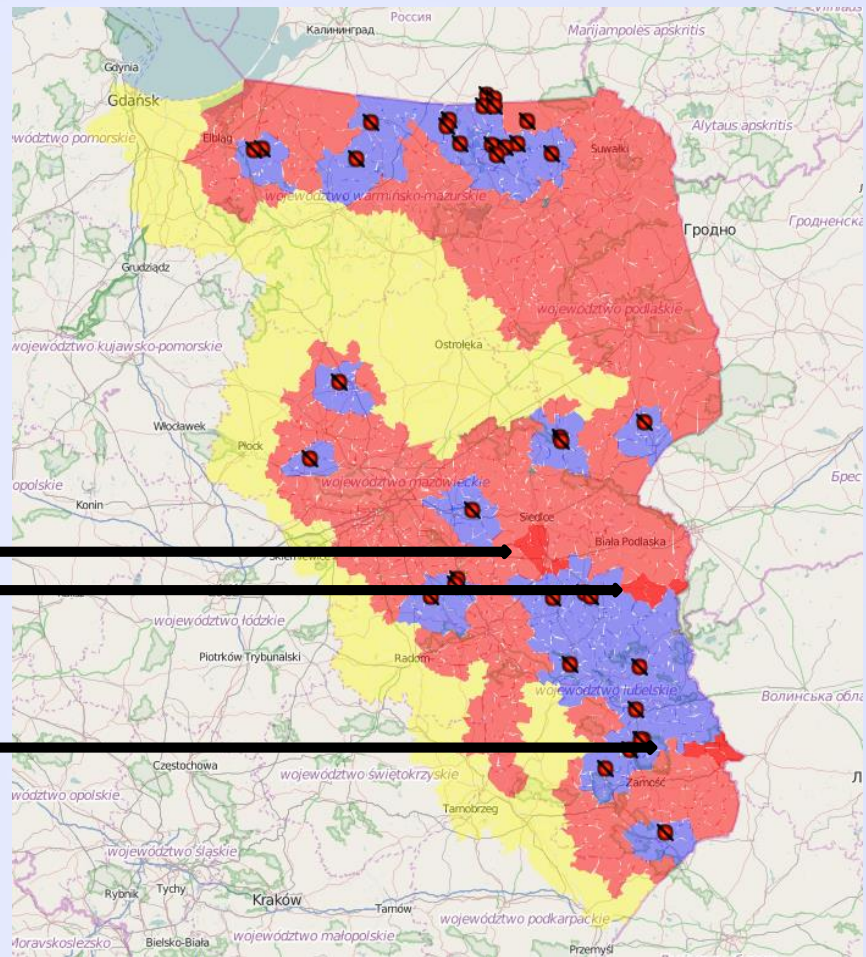 Россия
Калининград
Marijampolės apskritis
Gdynia
Gdańsk
Alytaus apskritis
województwo pomorskie
Elbląg
Suwałki
województwo warmińsko-mazurskie
Гродно
Гродненска
Grudziądz
województwo podlaskie
województwo kujawsko-pomorskie
Ostrołęka
Włocławek
Płock
opolskie
województwo mazowieckie
Брес
Konin
Siedlce
Biała Podlaska
Skierniewice
województwo łódzkie
Radom
Piotrków Trybunalski
województwo lubelskie
Волинська обла
Częstochowa
województwo świętokrzyskie
Zamość
Л
wództwo opolskie
Tarnobrzeg
województwo śląskie
Rybnik
Tychy
Kraków
Tarnów
województwo podkarpackie
Moravskoslezsko
Bielsko-Biała
województwo małopolskie
Przemyśl